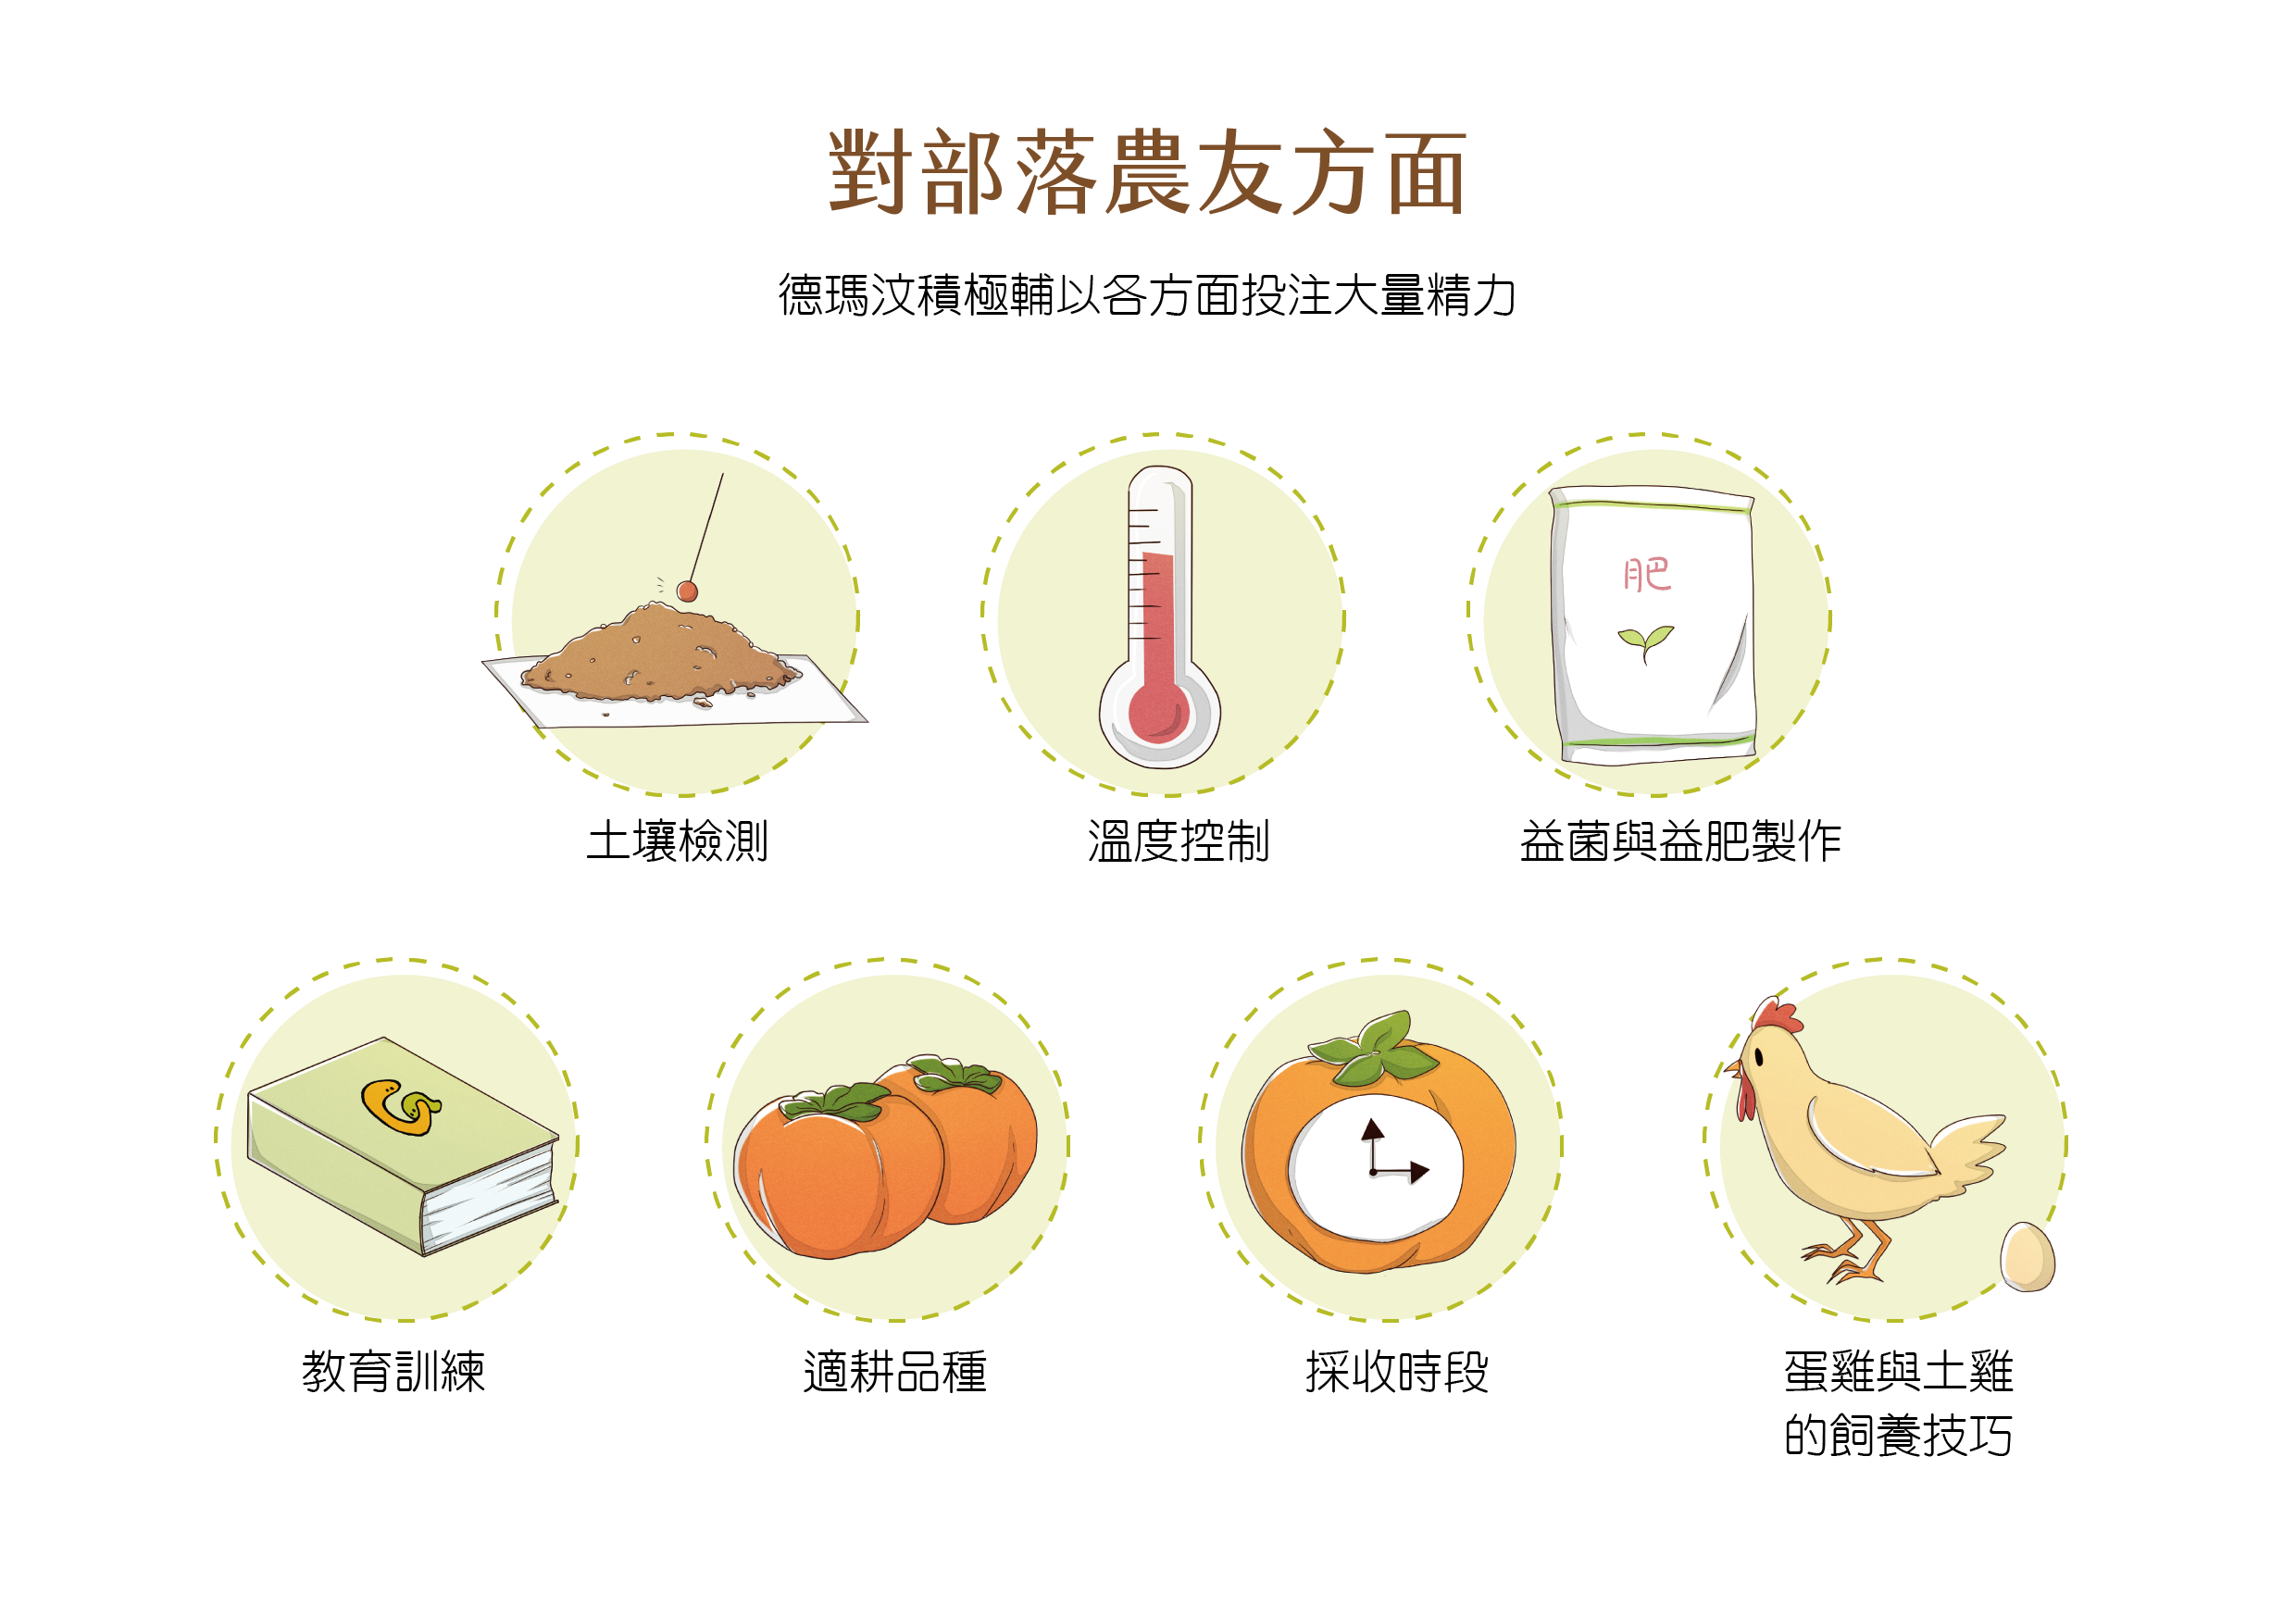 對部落農友方面
德瑪汶積極輔以各方面投注大量精力
肥
土壤檢測
溫度控制
益菌與益肥製作
教育訓練
適耕品種
採收時段
蛋雞與土雞
的飼養技巧